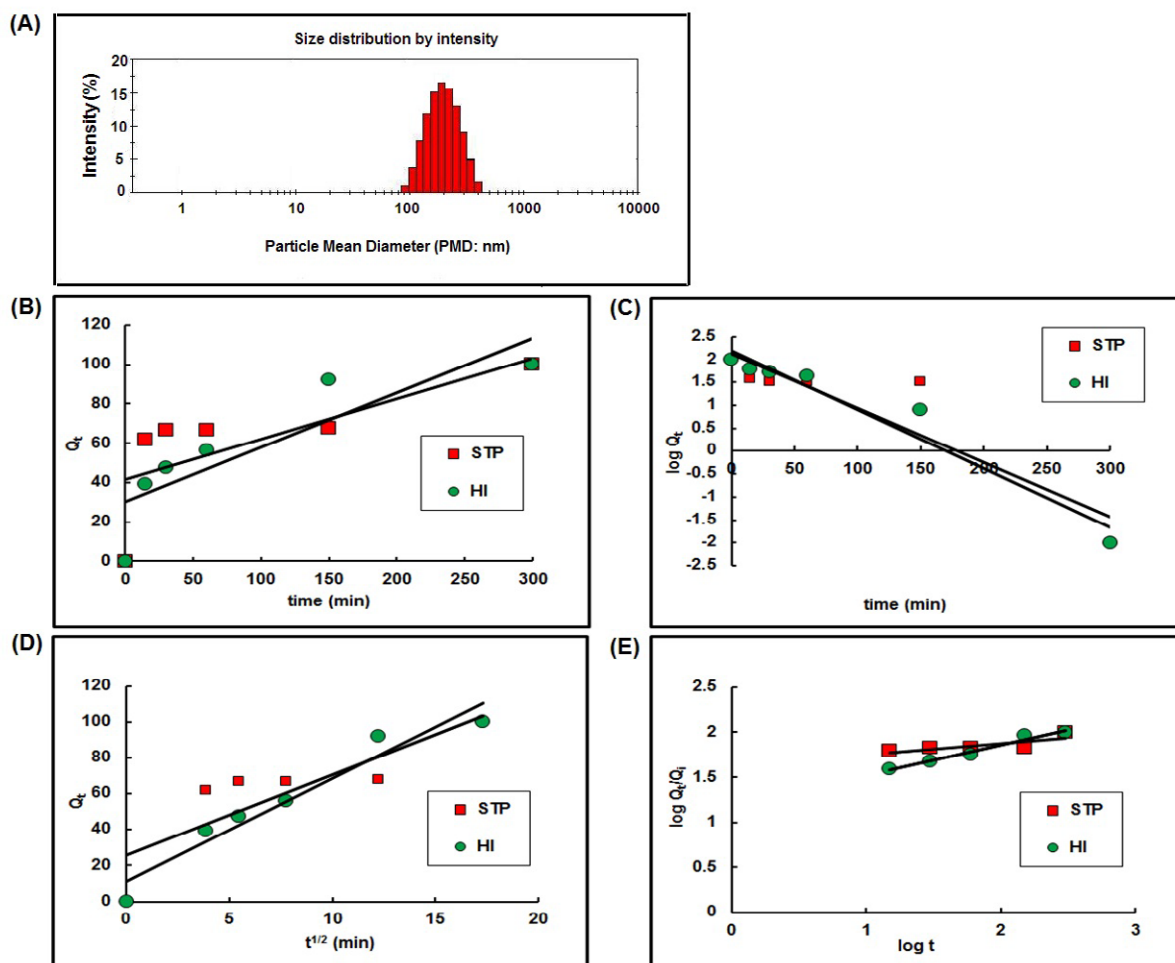 (A)
Size distribution by intensity
20
15
10
5
0
Intensity (%)
1 10 100 1000 10000
Particle Mean Diameter (PMD: nm)
(B)
120
100
80
60
40
20
0
Qt
0 50 100 150 200 250 300
time (min)
STP
HI
(C)
2.5
2
1.5
1
0.5
0
-0.5
-1
-1.5
-2
-2.5
log Qt
0 50 100 150 200 250 300
time (min)
STP
HI
(D)
120
100
80
60
40
20
0
Qt
0 5 10 15 20
t1/2 (min)
STP
HI
(E)
2.5
2
1.5
1
0.5
0
log Qt/Qi
0 1 2 3
log t
STP
HI